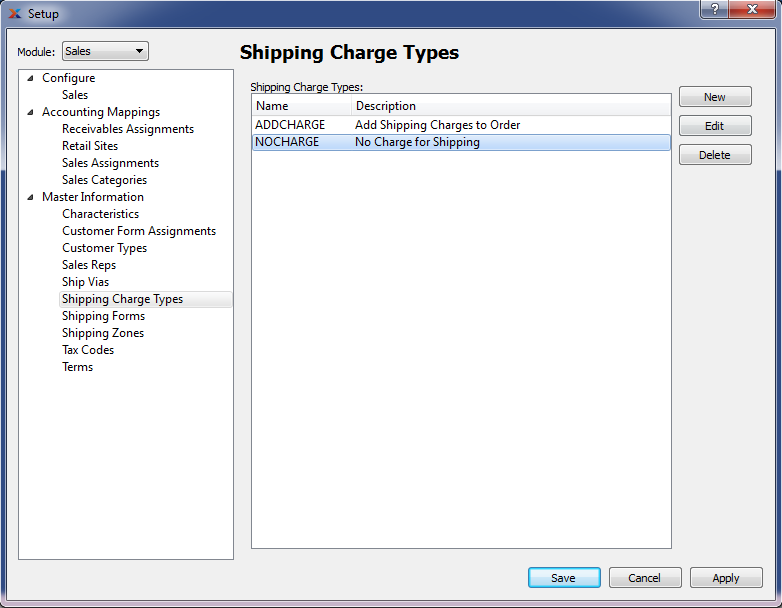 Setup
?
Module: Sales
Shipping Charge Types
Configure
Sales
Accounting Mappings
Receivables Assignments
Retail Sites
Sales Assignments
Sales Categories
Master Information
Characteristics
Customer Form Assignments
Customer Types
Sales Reps
Ship Vias
Shipping Charge Types
Shipping Forms
Shipping Zones
Tax Codes
Terms
Shipping Charge Types:
Name Description
ADDCHARGE Add Shipping Charges to Order
NOCHARGE No Charge for Shipping
New
Edit
Delete
Save Cancel Apply